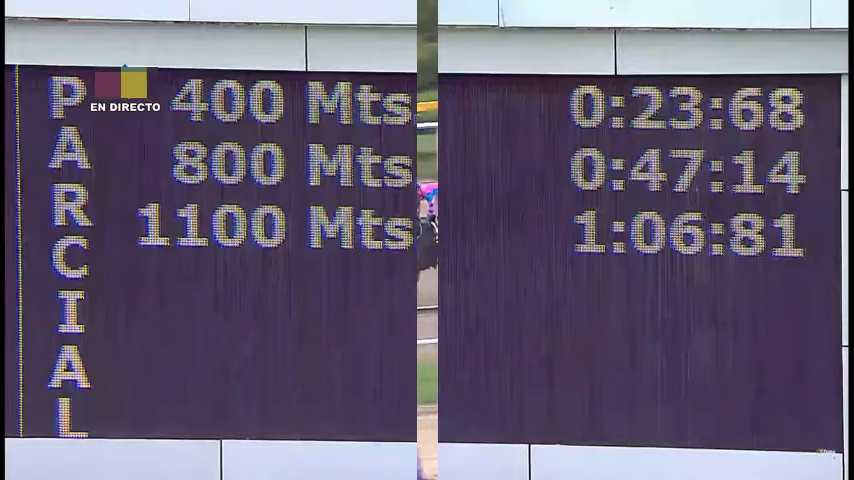 EN DIRECTO
PARCIAL
400 Mts 0:23:68
800 Mts 0:47:14
1100 Mts 1:06:81